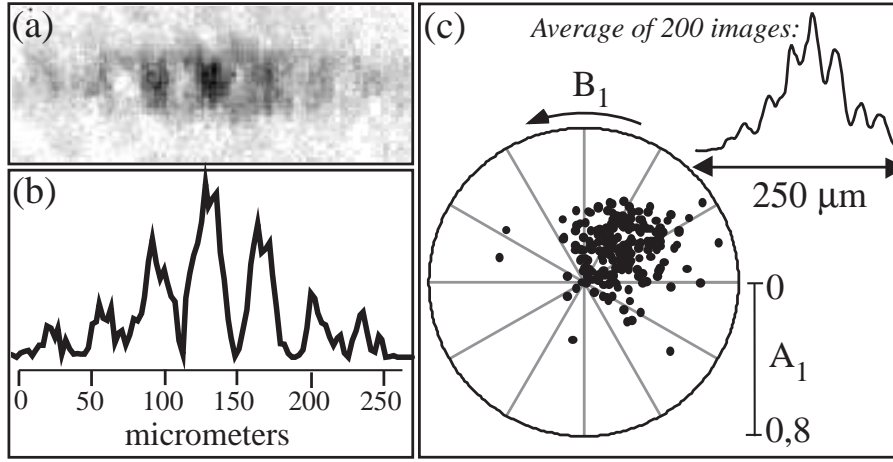 (a)
(b)
0 50 100 150 200 250
micrometers
(c)
Average of 200 images:
B1
250 μm
0
A1
0,8